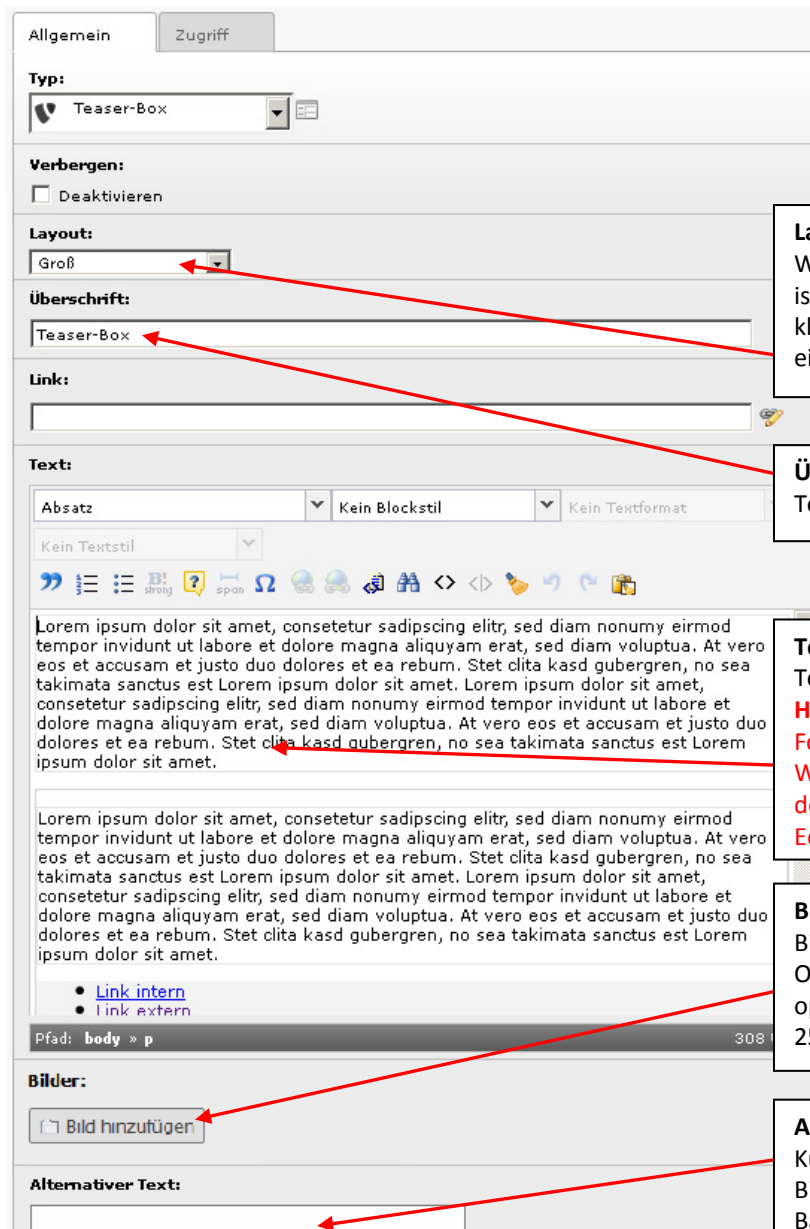 Allgemein
Zugriff
Typ:
Teaser-Box
Verbergen:
Deaktivieren
Layout:
Groß
Überschrift:
Teaser-Box
Link:
Text:
Absatz
Kein Blockstil
Kein Textformat
Kein Textstil
B!
strong
?
span
Ω
Lorem ipsum dolor sit amet, consetetur sadipscing elitr, sed diam nonumy eirmod
tempor invidunt ut labore et dolore magna aliquyam erat, sed diam voluptua. At vero
eos et accusam et justo duo dolores et ea rebum. Stet clita kasd gubergren, no sea
takimata sanctus est Lorem ipsum dolor sit amet. Lorem ipsum dolor sit amet,
consetetur sadipscing elitr, sed diam nonumy eirmod tempor invidunt ut labore et
dolore magna aliquyam erat, sed diam voluptua. At vero eos et accusam et justo duo
dolores et ea rebum. Stet clita kasd gubergren, no sea takimata sanctus est Lorem
ipsum dolor sit amet.
Lorem ipsum dolor sit amet, consetetur sadipscing elitr, sed diam nonumy eirmod
tempor invidunt ut labore et dolore magna aliquyam erat, sed diam voluptua. At vero
eos et accusam et justo duo dolores et ea rebum. Stet clita kasd gubergren, no sea
takimata sanctus est Lorem ipsum dolor sit amet. Lorem ipsum dolor sit amet,
consetetur sadipscing elitr, sed diam nonumy eirmod tempor invidunt ut labore et
dolore magna aliquyam erat, sed diam voluptua. At vero eos et accusam et justo duo
dolores et ea rebum. Stet clita kasd gubergren, no sea takimata sanctus est Lorem
ipsum dolor sit amet.
Link intern
Link extern
Pfad: body » p
308
Bilder:
Bild hinzufügen
Alternativer Text: